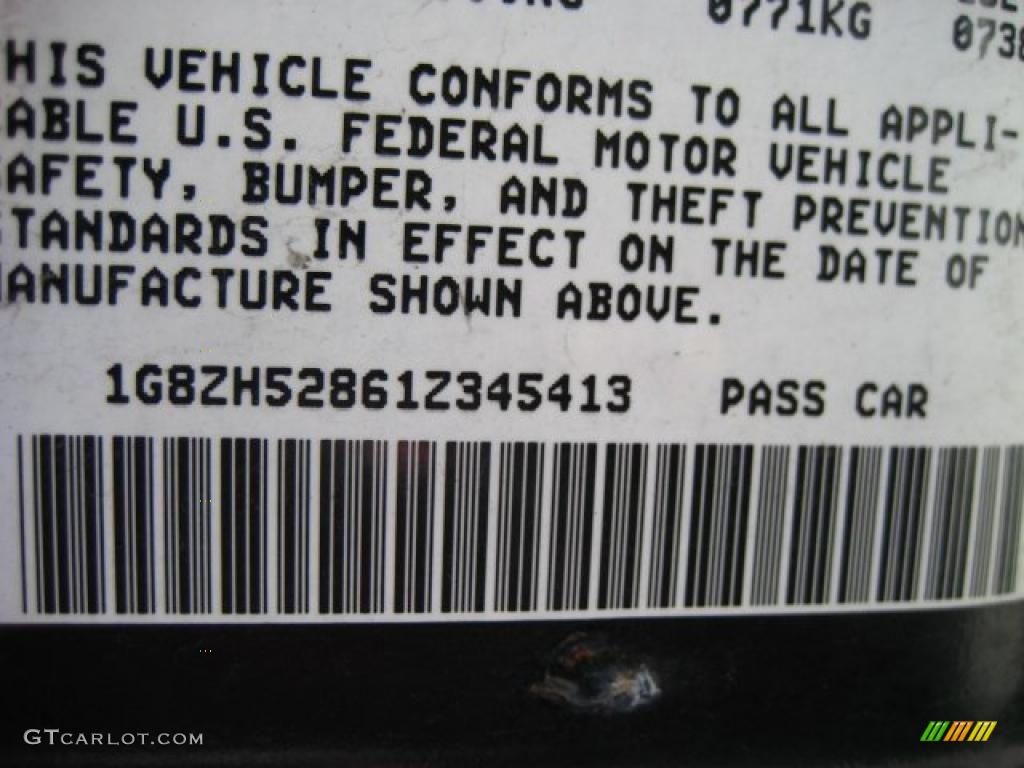 0771KG
HIS VEHICLE CONFORMS TO ALL APPLI-
ABLE U.S. FEDERAL MOTOR VEHICLE
AFETY, BUMPER, AND THEFT PREVENTION
TANDARDS IN EFFECT ON THE DATE OF
MANUFACTURE SHOWN ABOVE.
1G8ZH52861Z345413 PASS CAR
GTCARLOT.COM